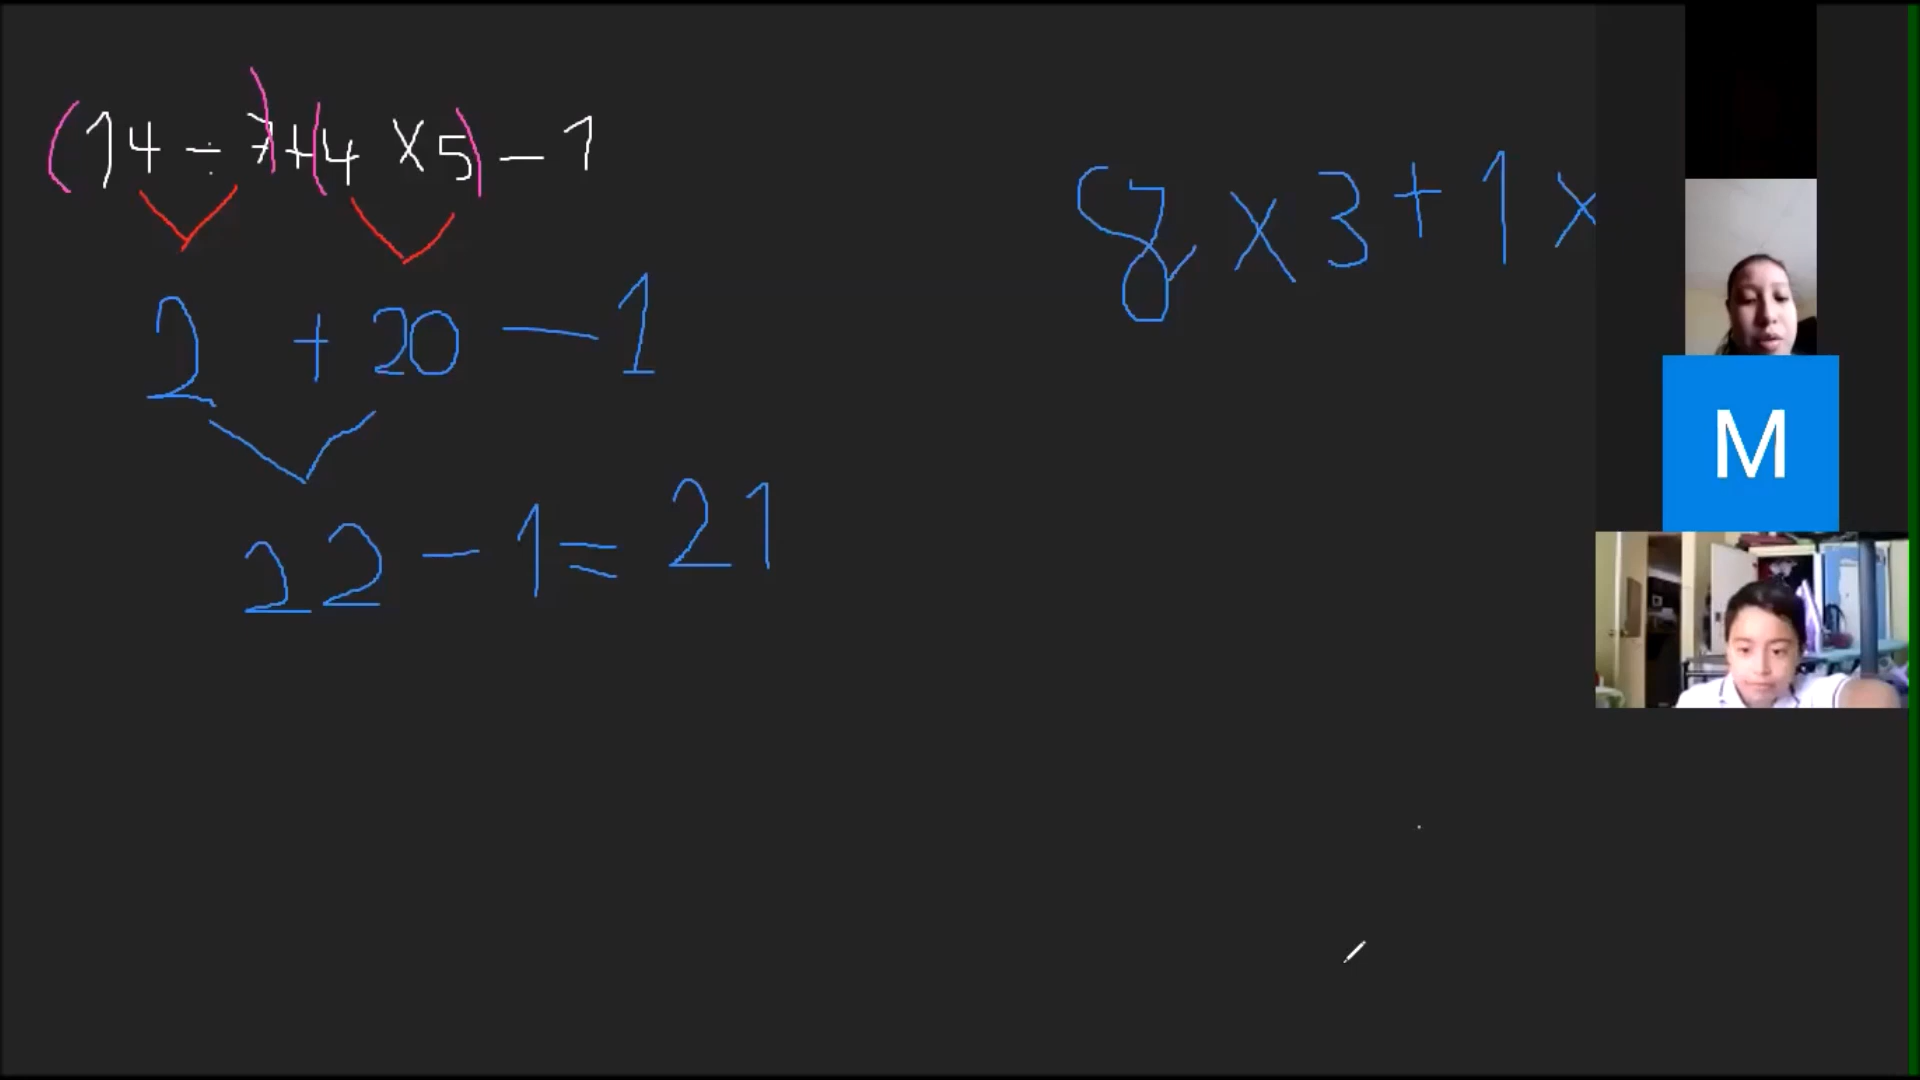 (14 ÷ 7)+(4 × 5) − 1
2 + 20 − 1
22 − 1 = 21
8 × 3 + 1 ×
M